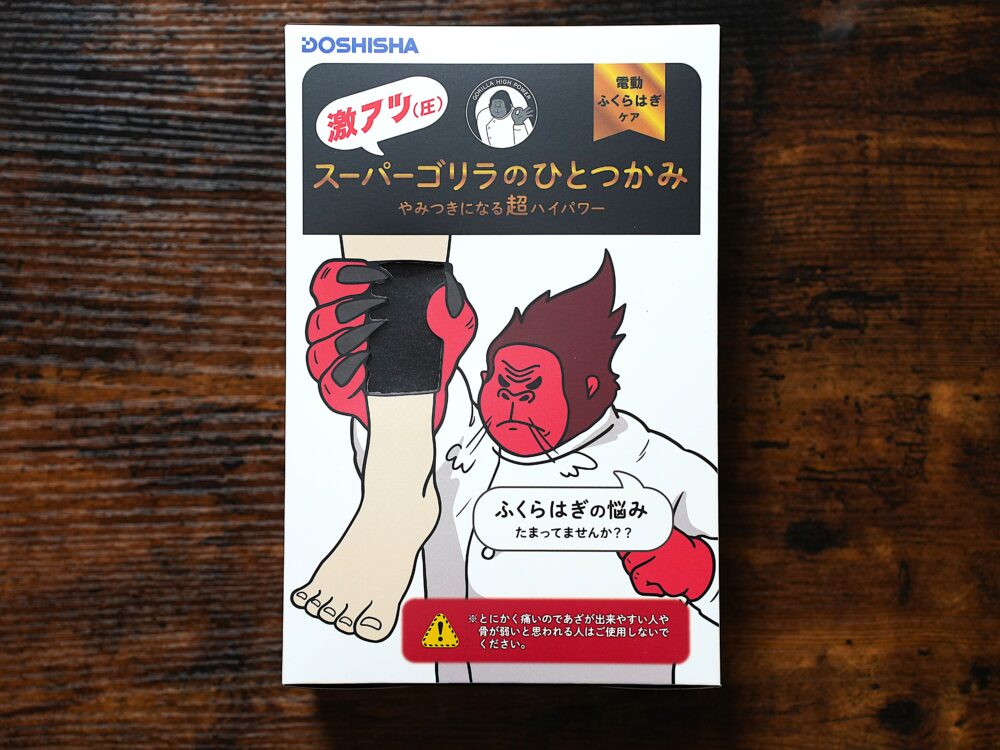 DOSHISHA
激アツ(圧)
GORILLA HIGH POWER
電動
ふくらはぎ
ケア
スーパーゴリラのひとつかみ
やみつきになる超ハイパワー
ふくらはぎの悩み
たまってませんか??
※とにかく痛いのであざが出来やすい人や
骨が弱いと思われる人はご使用しないで
ください。